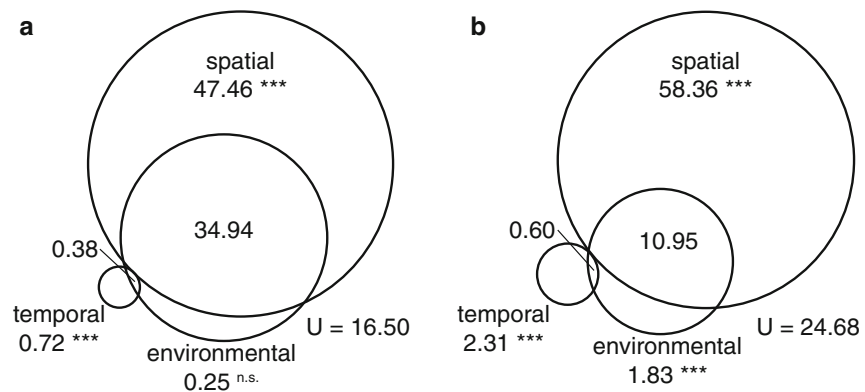 a
spatial
47.46 ***
34.94
0.38
temporal
0.72 ***
environmental
0.25 n.s.
U = 16.50
b
spatial
58.36 ***
0.60
10.95
temporal
2.31 ***
environmental
1.83 ***
U = 24.68